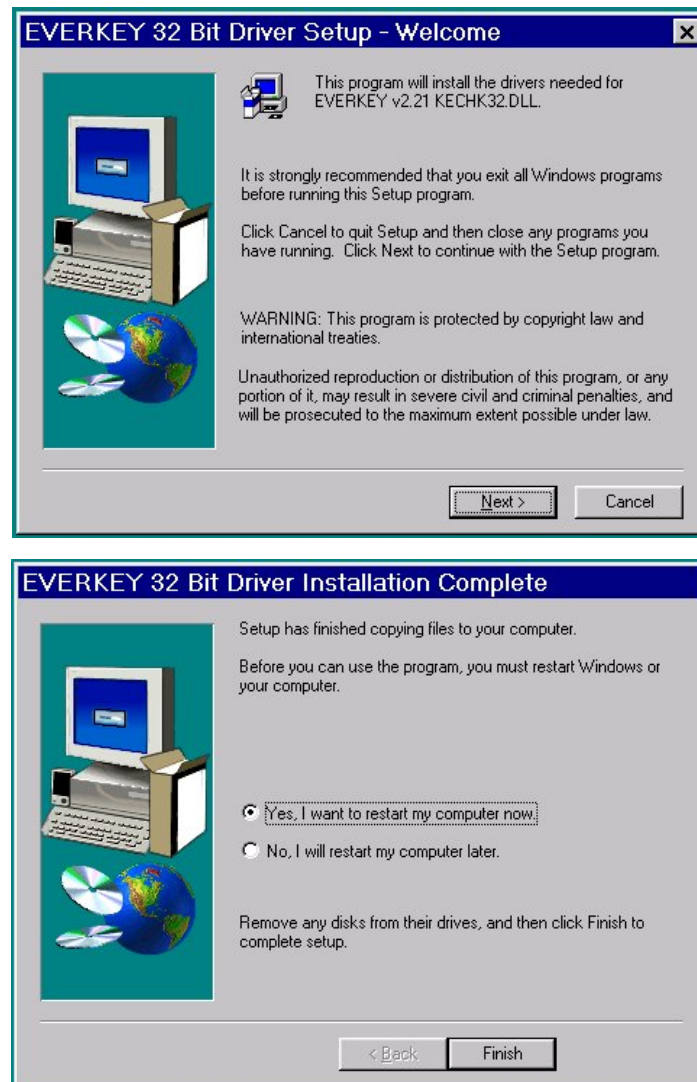 EVERKEY 32 Bit Driver Setup - Welcome
This program will install the drivers needed for
EVERKEY v2.21 KECHK32.DLL.
It is strongly recommended that you exit all Windows programs
before running this Setup program.
Click Cancel to quit Setup and then close any programs you
have running. Click Next to continue with the Setup program.
WARNING: This program is protected by copyright law and
international treaties.
Unauthorized reproduction or distribution of this program, or any
portion of it, may result in severe civil and criminal penalties, and
will be prosecuted to the maximum extent possible under law.
Next > Cancel
EVERKEY 32 Bit Driver Installation Complete
Setup has finished copying files to your computer.
Before you can use the program, you must restart Windows or
your computer.
Yes, I want to restart my computer now.
No, I will restart my computer later.
Remove any disks from their drives, and then click Finish to
complete setup.
< Back Finish